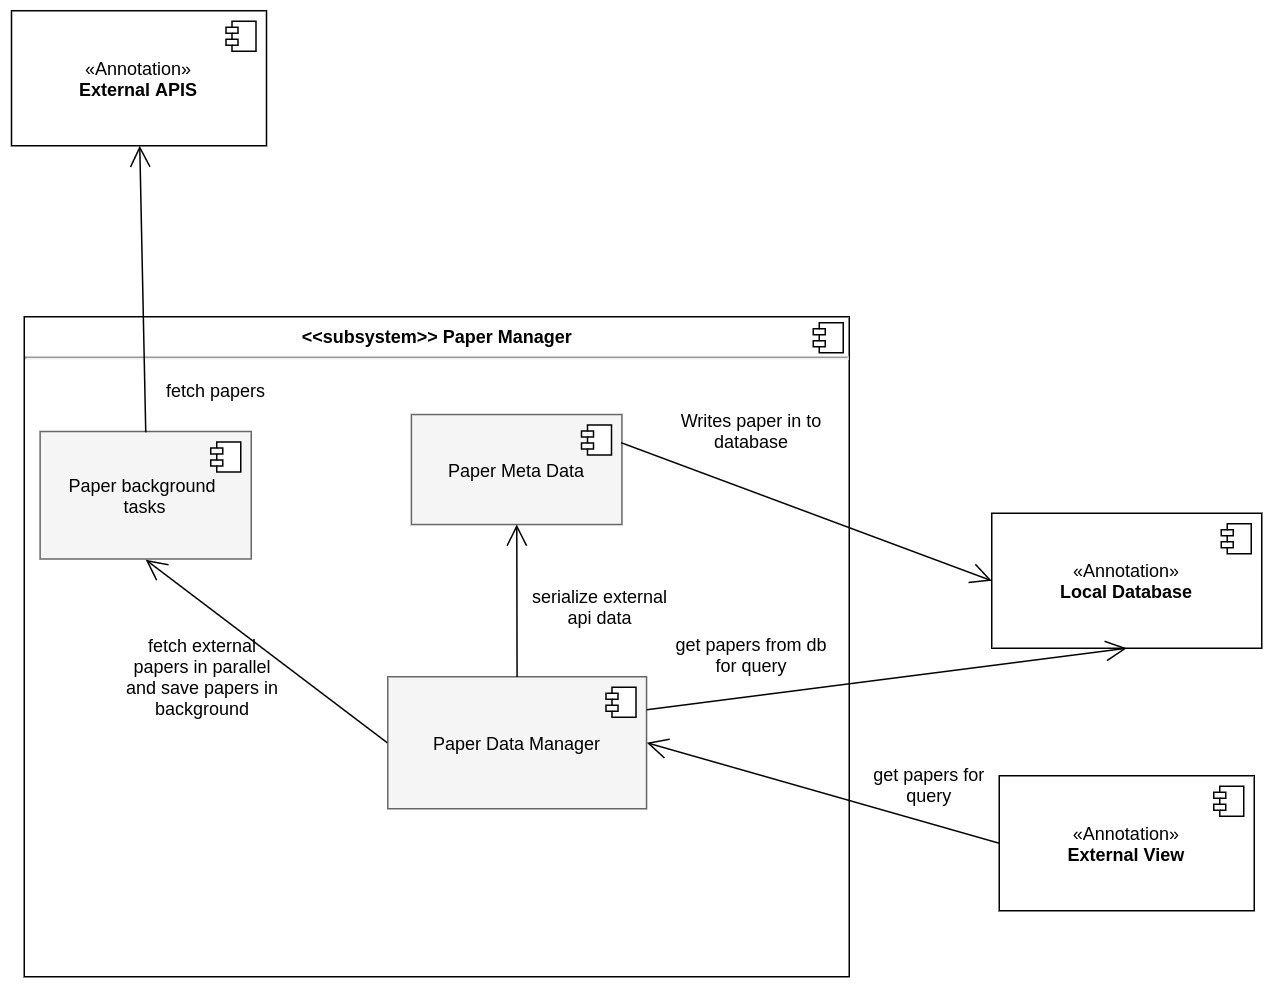 «Annotation»
External APIS
<<subsystem>> Paper Manager
fetch papers
Paper background
tasks
Paper Meta Data
Writes paper in to
database
«Annotation»
Local Database
serialize external
api data
get papers from db
for query
fetch external
papers in parallel
and save papers in
background
Paper Data Manager
get papers for
query
«Annotation»
External View